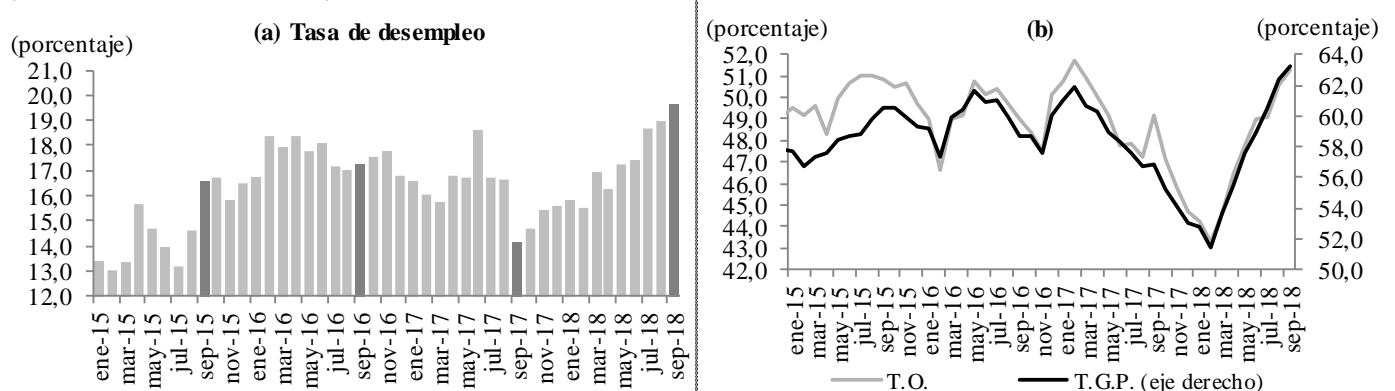 (a) Tasa de desempleo
(porcentaje)
21,0
20,0
19,0
18,0
17,0
16,0
15,0
14,0
13,0
12,0
ene-15
mar-15
may-15
jul-15
sep-15
nov-15
ene-16
mar-16
may-16
jul-16
sep-16
nov-16
ene-17
mar-17
may-17
jul-17
sep-17
nov-17
ene-18
mar-18
may-18
jul-18
sep-18
(b)
(porcentaje)
(porcentaje)
52,0
51,0
50,0
49,0
48,0
47,0
46,0
45,0
44,0
43,0
42,0
64,0
62,0
60,0
58,0
56,0
54,0
52,0
50,0
ene-15
mar-15
may-15
jul-15
sep-15
nov-15
ene-16
mar-16
may-16
jul-16
sep-16
nov-16
ene-17
mar-17
may-17
jul-17
sep-17
nov-17
ene-18
mar-18
may-18
jul-18
sep-18
T.O.
T.G.P. (eje derecho)